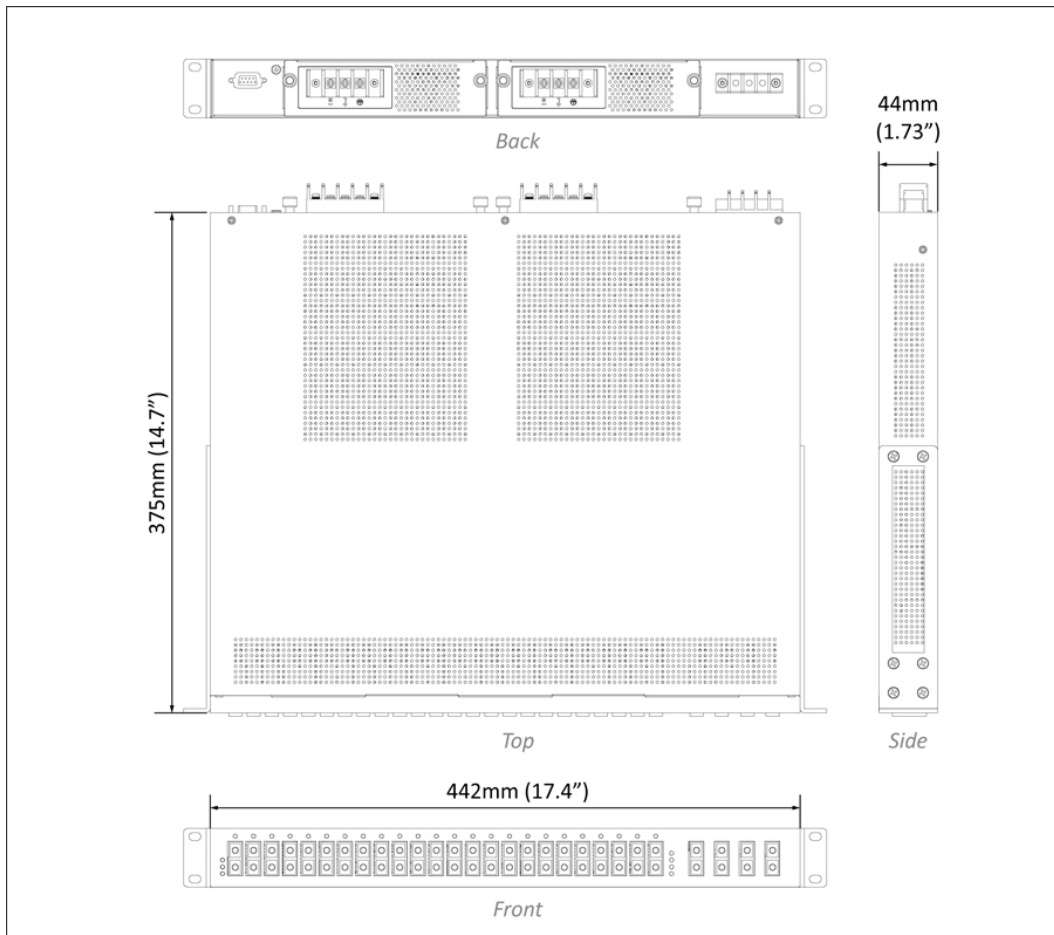 Back
44mm
(1.73”)
375mm (14.7”)
Top
Side
442mm (17.4”)
Front